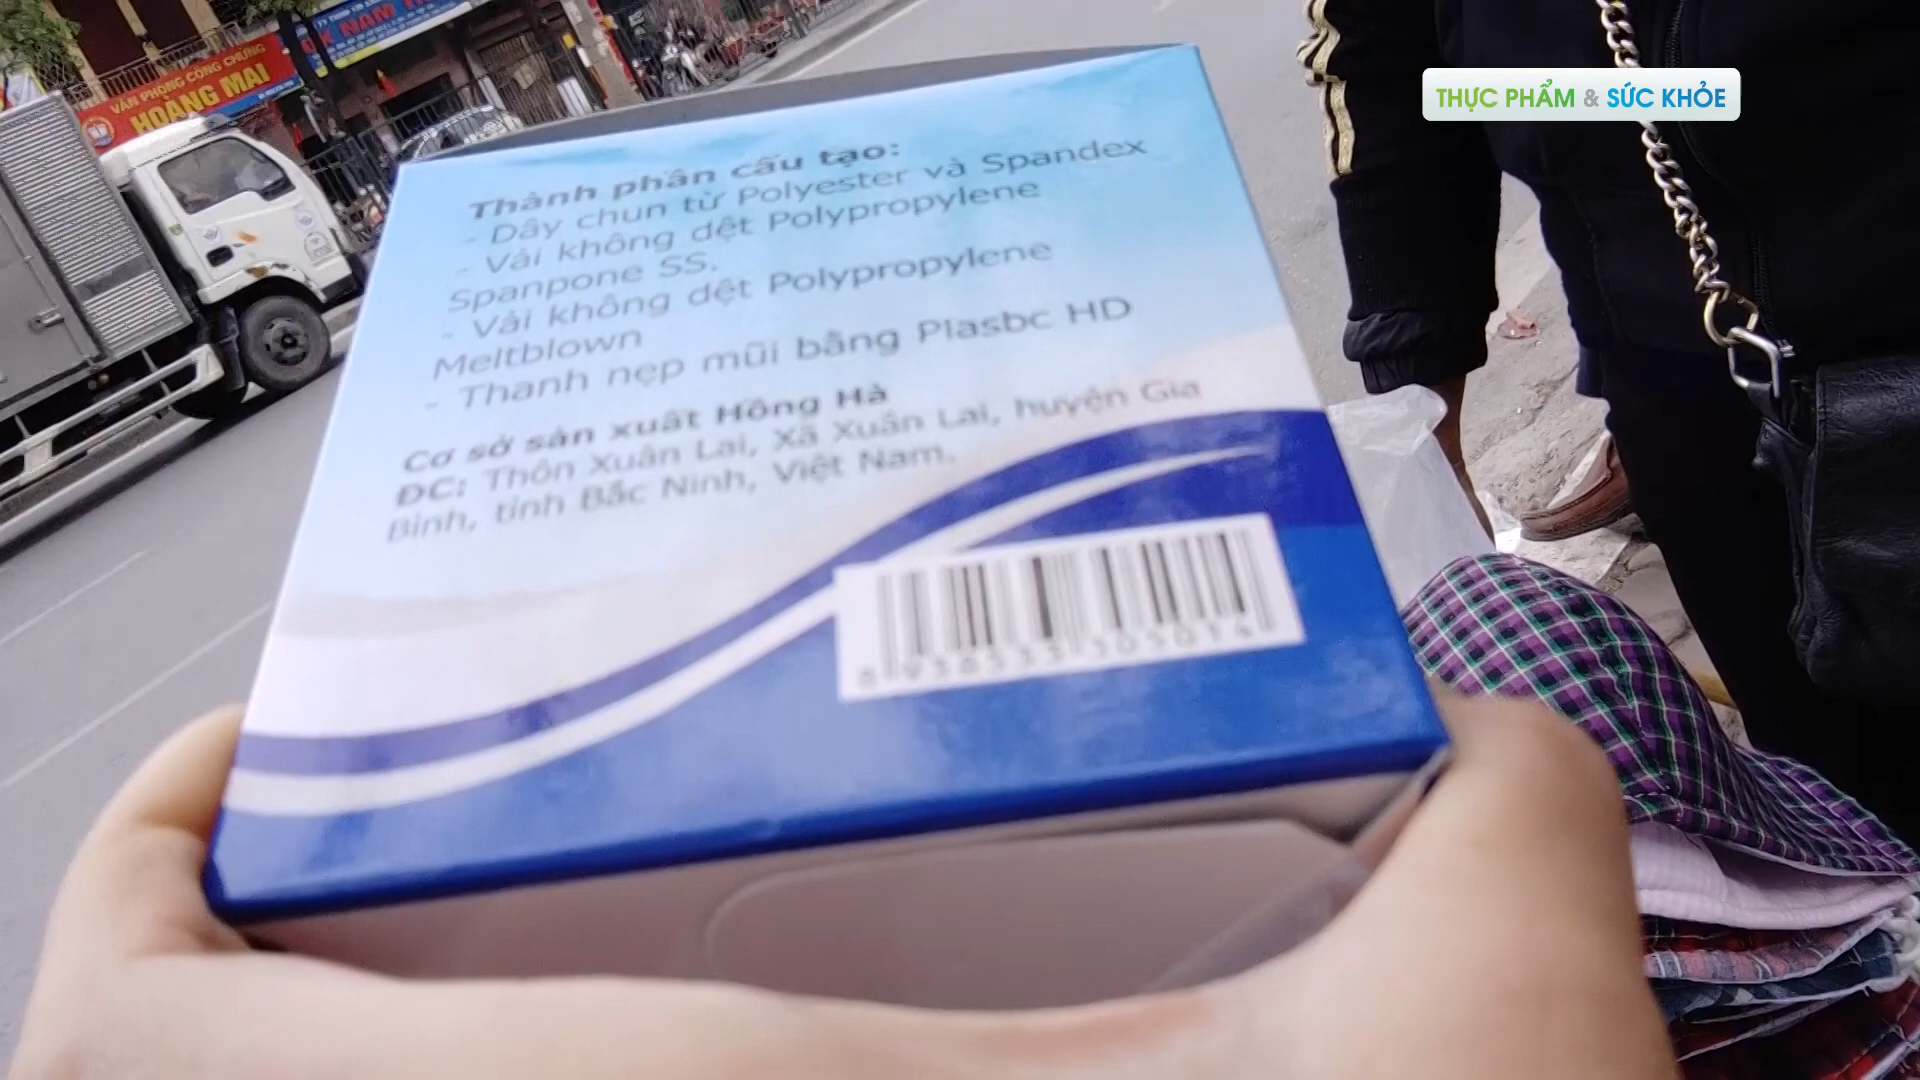 VĂN PHÒNG CÔNG CHỨNG
HOÀNG MAI
THỰC PHẨM & SỨC KHỎE
Thành phần cấu tạo:
- Dây chun từ Polyester và Spandex
- Vải không dệt Polypropylene
Spanpone SS.
- Vải không dệt Polypropylene
Meltblown
- Thanh nẹp mũi bằng Plasbc HD
Cơ sở sản xuất Hồng Hà
ĐC: Thôn Xuân Lai, xã Xuân Lai, huyện Gia
Bình, tỉnh Bắc Ninh, Việt Nam.